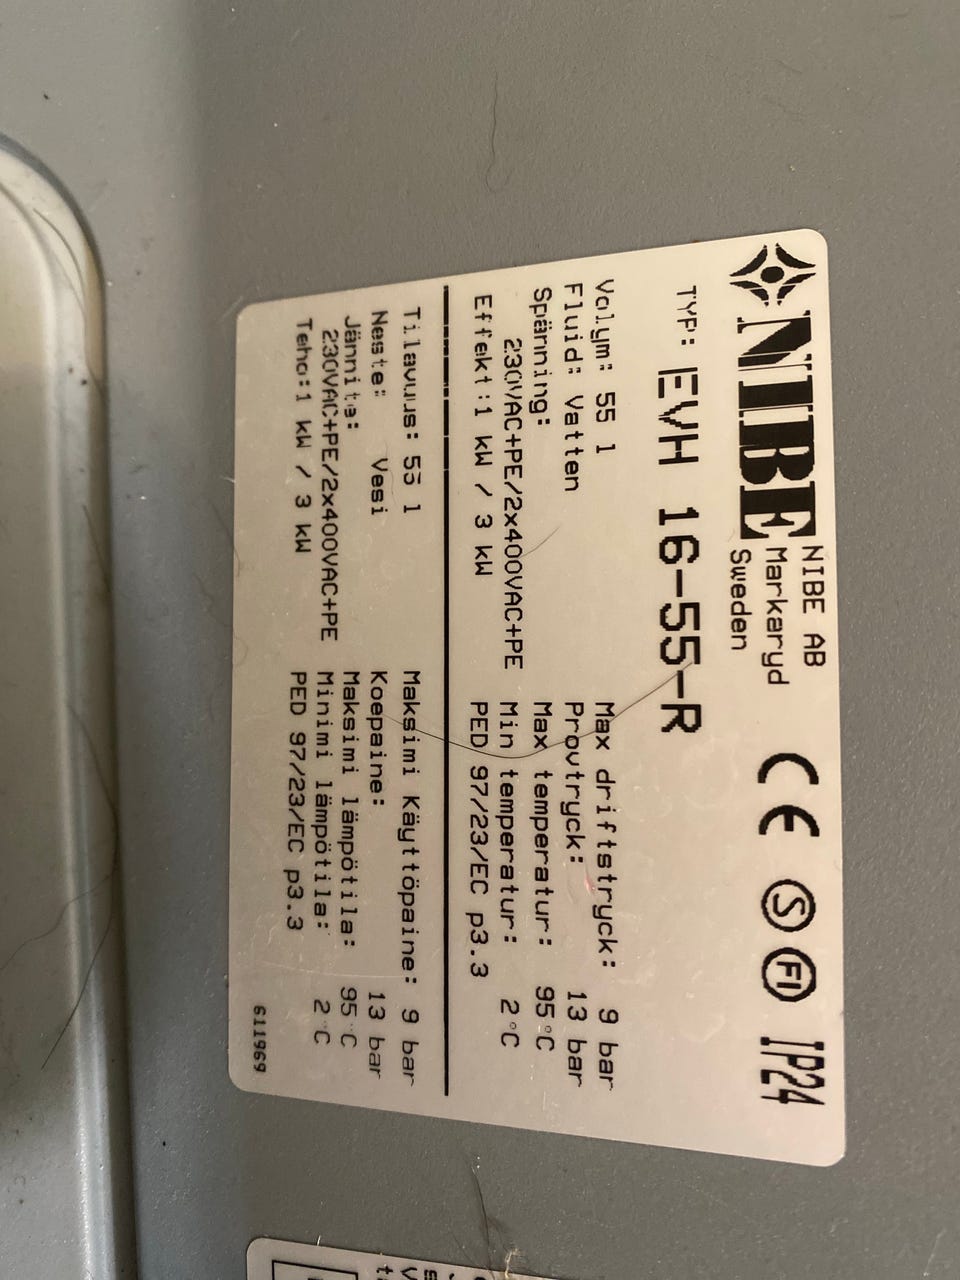 NIBE
NIBE AB
Markaryd
Sweden
CE S FI IP24
TYP: EVH 16-55-R
Volym: 55 l
Fluid: Vatten
Spänning:
230VAC+PE/2x400VAC+PE
Effekt:1 kW / 3 kW
Max driftstryck: 9 bar
Provtryck: 13 bar
Max temperatur: 95°C
Min temperatur: 2°C
PED 97/23/EC p3.3
Tilavuus: 55 l
Neste: Vesi
Jännite:
230VAC+PE/2x400VAC+PE
Teho:1 kW / 3 kW
Maksimi Käyttöpaine: 9 bar
Koepaine: 13 bar
Maksimi lämpötila: 95°C
Minimi lämpötila: 2°C
PED 97/23/EC p3.3
611969